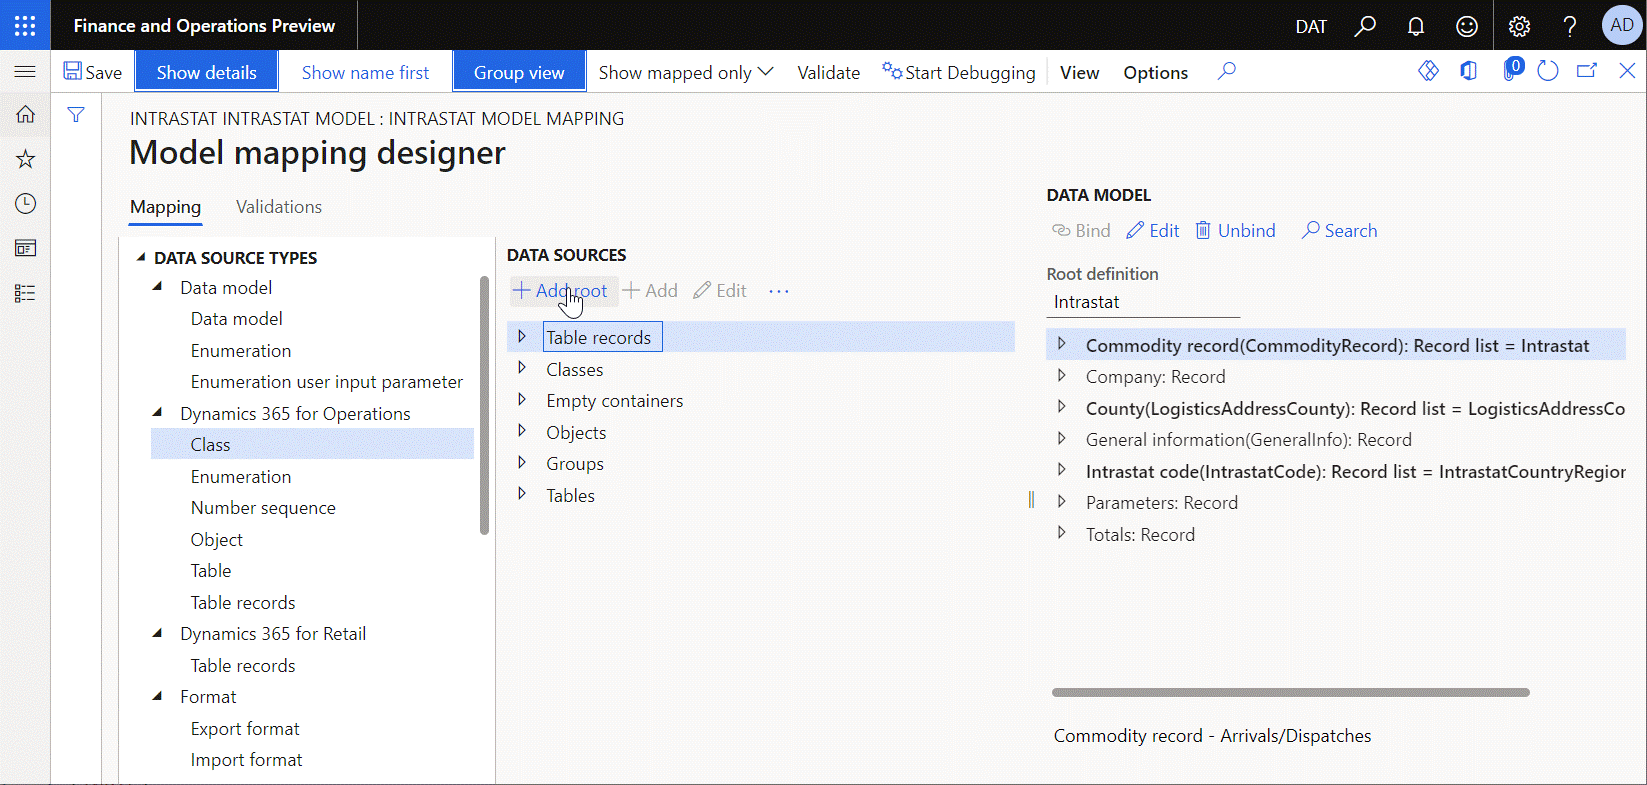 Finance and Operations Preview
DAT
AD
Save
Show details
Show name first
Group view
Show mapped only
Validate
Start Debugging
View
Options
0
INTRASTAT INTRASTAT MODEL : INTRASTAT MODEL MAPPING
Model mapping designer
Mapping
Validations
DATA SOURCE TYPES
Data model
Data model
Enumeration
Enumeration user input parameter
Dynamics 365 for Operations
Class
Enumeration
Number sequence
Object
Table
Table records
Dynamics 365 for Retail
Table records
Format
Export format
Import format
DATA SOURCES
Add root
Add
Edit
Table records
Classes
Empty containers
Objects
Groups
Tables
DATA MODEL
Bind
Edit
Unbind
Search
Root definition
Intrastat
Commodity record(CommodityRecord): Record list = Intrastat
Company: Record
County(LogisticsAddressCounty): Record list = LogisticsAddressCo
General information(GeneralInfo): Record
Intrastat code(IntrastatCode): Record list = IntrastatCountryRegion
Parameters: Record
Totals: Record
Commodity record - Arrivals/Dispatches